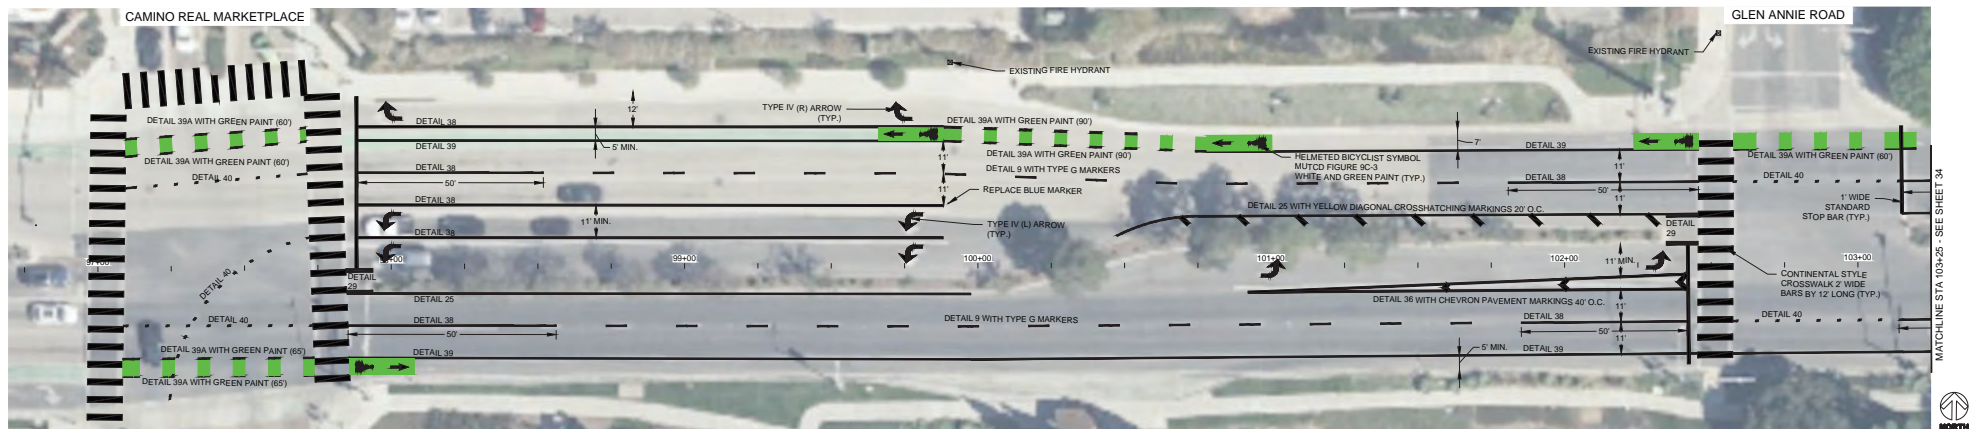 CAMINO REAL MARKETPLACE
GLEN ANNIE ROAD
EXISTING FIRE HYDRANT
EXISTING FIRE HYDRANT
DETAIL 39A WITH GREEN PAINT (60')
DETAIL 39A WITH GREEN PAINT (60')
DETAIL 40
DETAIL 38
12'
TYPE IV (R) ARROW
(TYP.)
DETAIL 39
5' MIN.
DETAIL 39A WITH GREEN PAINT (90')
DETAIL 39A WITH GREEN PAINT (90')
11'
DETAIL 38
50'
DETAIL 9 WITH TYPE G MARKERS
11'
REPLACE BLUE MARKER
HELMETED BICYCLIST SYMBOL
MUTCD FIGURE 9C-3
WHITE AND GREEN PAINT (TYP.)
7'
DETAIL 39
11'
DETAIL 38
50'
11'
DETAIL 39A WITH GREEN PAINT (60')
DETAIL 40
1' WIDE
STANDARD
STOP BAR (TYP.)
DETAIL 38
11' MIN.
TYPE IV (L) ARROW
(TYP.)
DETAIL 25 WITH YELLOW DIAGONAL CROSSHATCHING MARKINGS 20' O.C.
DETAIL
29
DETAIL 38
97+00
98+00
99+00
100+00
101+00
102+00
103+00
11' MIN.
DETAIL 40
DETAIL
29
DETAIL 25
DETAIL 36 WITH CHEVRON PAVEMENT MARKINGS 40' O.C.
CONTINENTAL STYLE
CROSSWALK 2' WIDE
BARS BY 12' LONG (TYP.)
DETAIL 40
DETAIL 38
50'
DETAIL 9 WITH TYPE G MARKERS
11'
DETAIL 38
50'
11'
DETAIL 40
DETAIL 39A WITH GREEN PAINT (65')
DETAIL 39A WITH GREEN PAINT (65')
DETAIL 39
5' MIN.
DETAIL 39
MATCHLINE STA 103+25 - SEE SHEET 34
NORTH